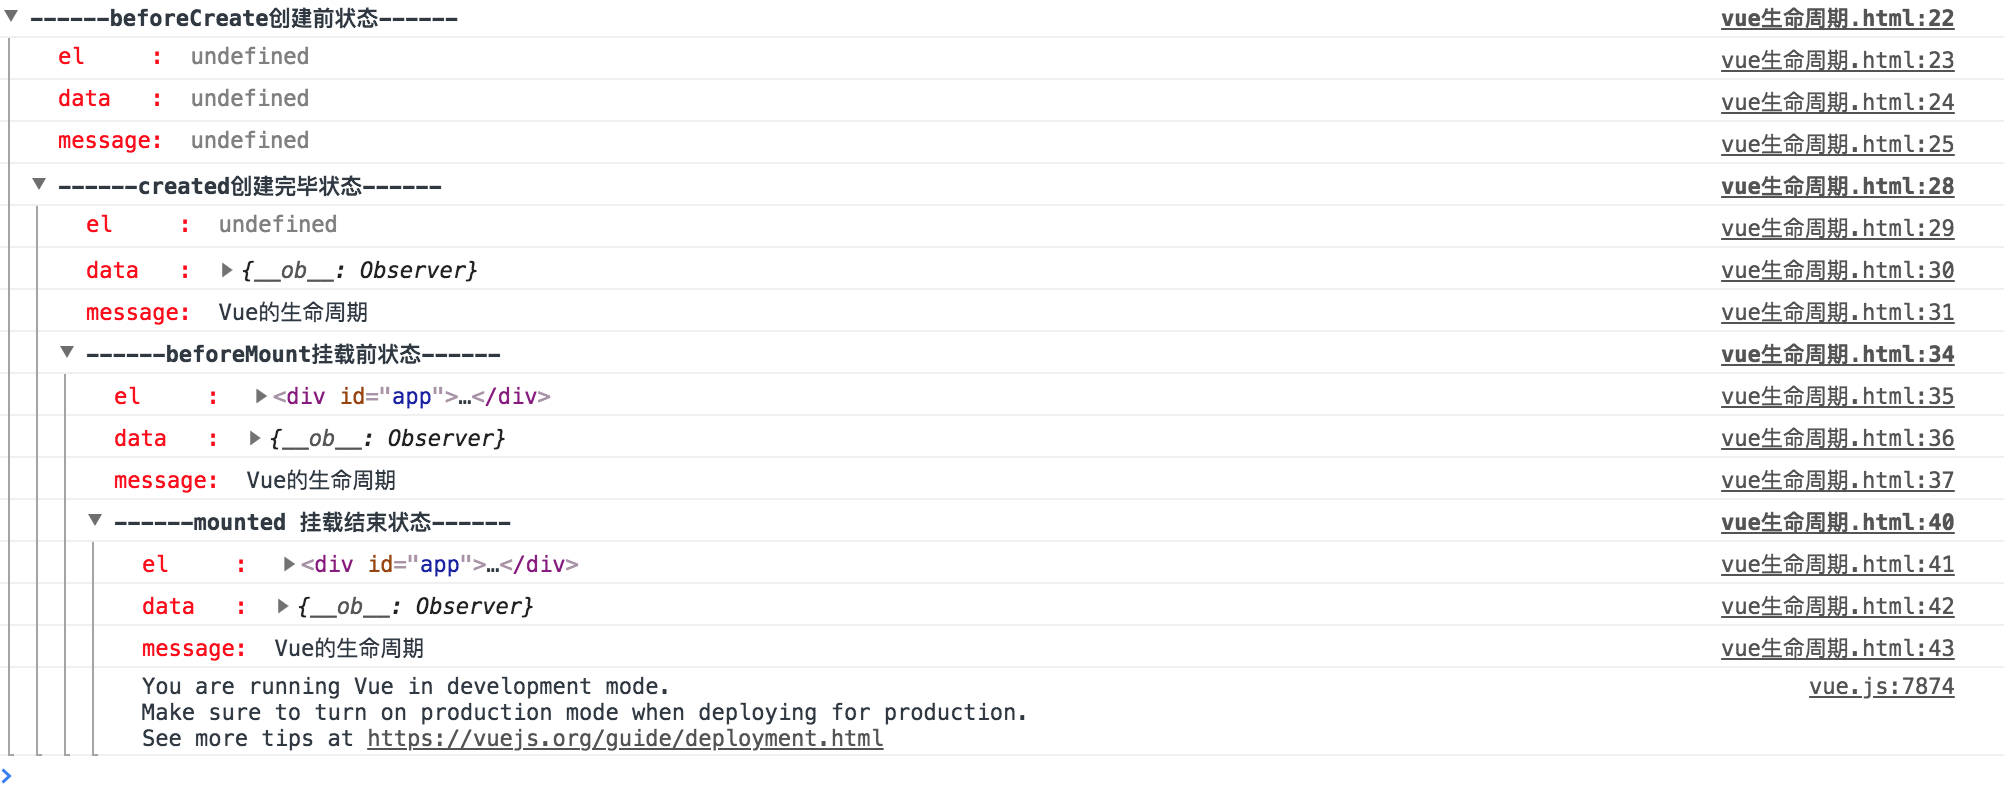 ------beforeCreate创建前状态------ vue生命周期.html:22
el     :  undefined vue生命周期.html:23
data   :  undefined vue生命周期.html:24
message:  undefined vue生命周期.html:25
------created创建完毕状态------ vue生命周期.html:28
el     :  undefined vue生命周期.html:29
data   :  {__ob__: Observer} vue生命周期.html:30
message:  Vue的生命周期 vue生命周期.html:31
------beforeMount挂载前状态------ vue生命周期.html:34
el     :  <div id="app">…</div> vue生命周期.html:35
data   :  {__ob__: Observer} vue生命周期.html:36
message:  Vue的生命周期 vue生命周期.html:37
------mounted 挂载结束状态------ vue生命周期.html:40
el     :  <div id="app">…</div> vue生命周期.html:41
data   :  {__ob__: Observer} vue生命周期.html:42
message:  Vue的生命周期 vue生命周期.html:43
You are running Vue in development mode. vue.js:7874
Make sure to turn on production mode when deploying for production.
See more tips at https://vuejs.org/guide/deployment.html